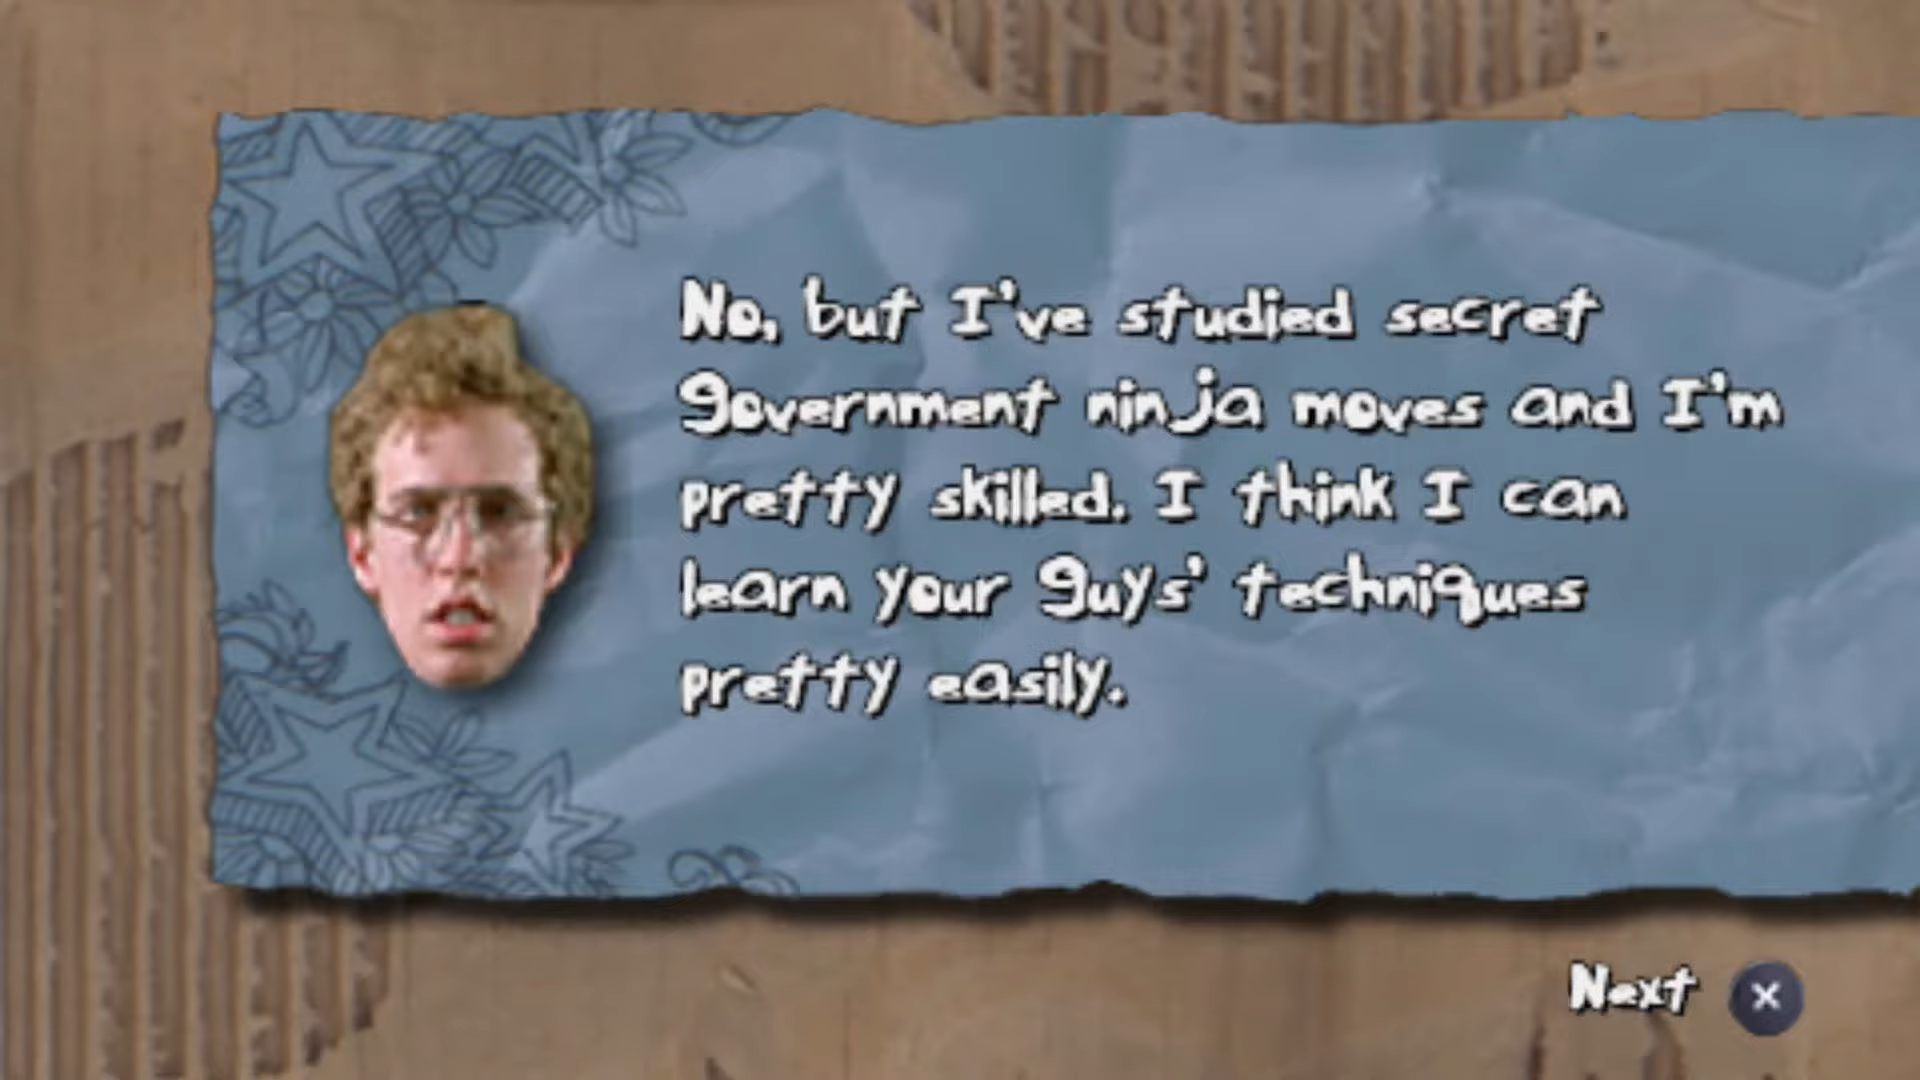 No, but I've studied secret
government ninja moves and I'm
pretty skilled. I think I can
learn your guys' techniques
pretty easily.
Next